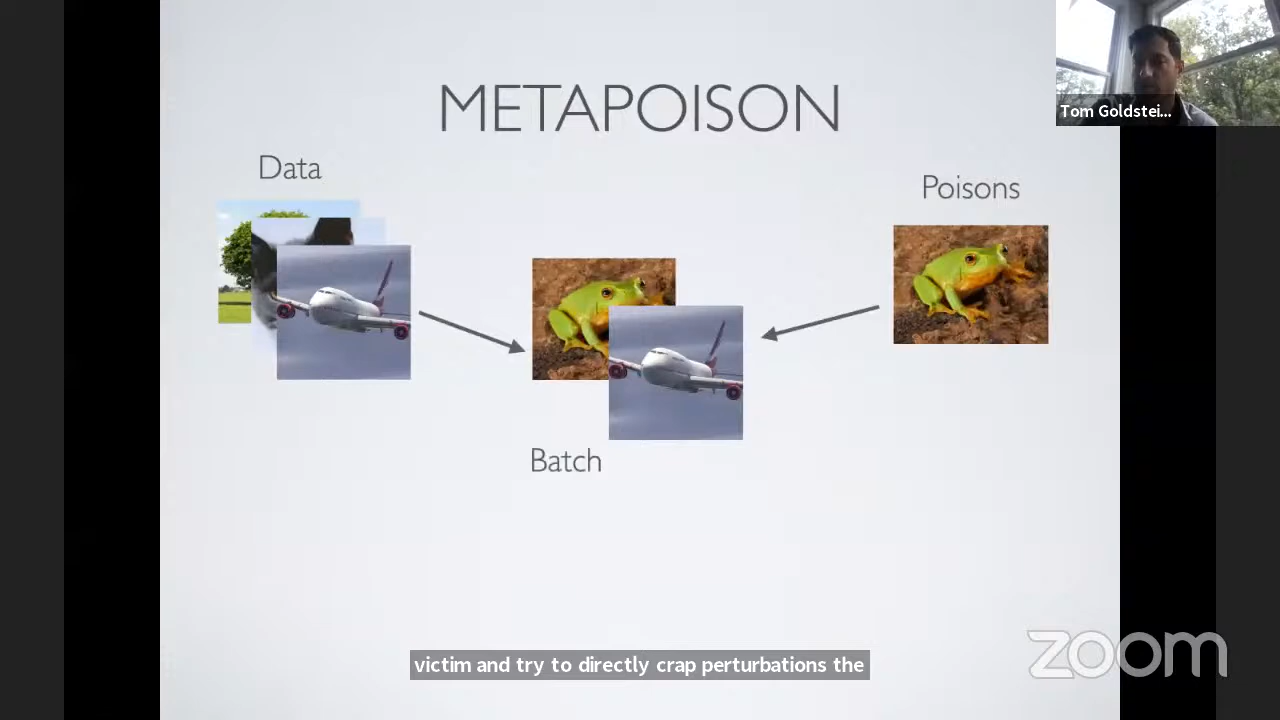 METAPOISON
Tom Goldstei...
Data
Poisons
Batch
victim and try to directly crap perturbations the
zoom